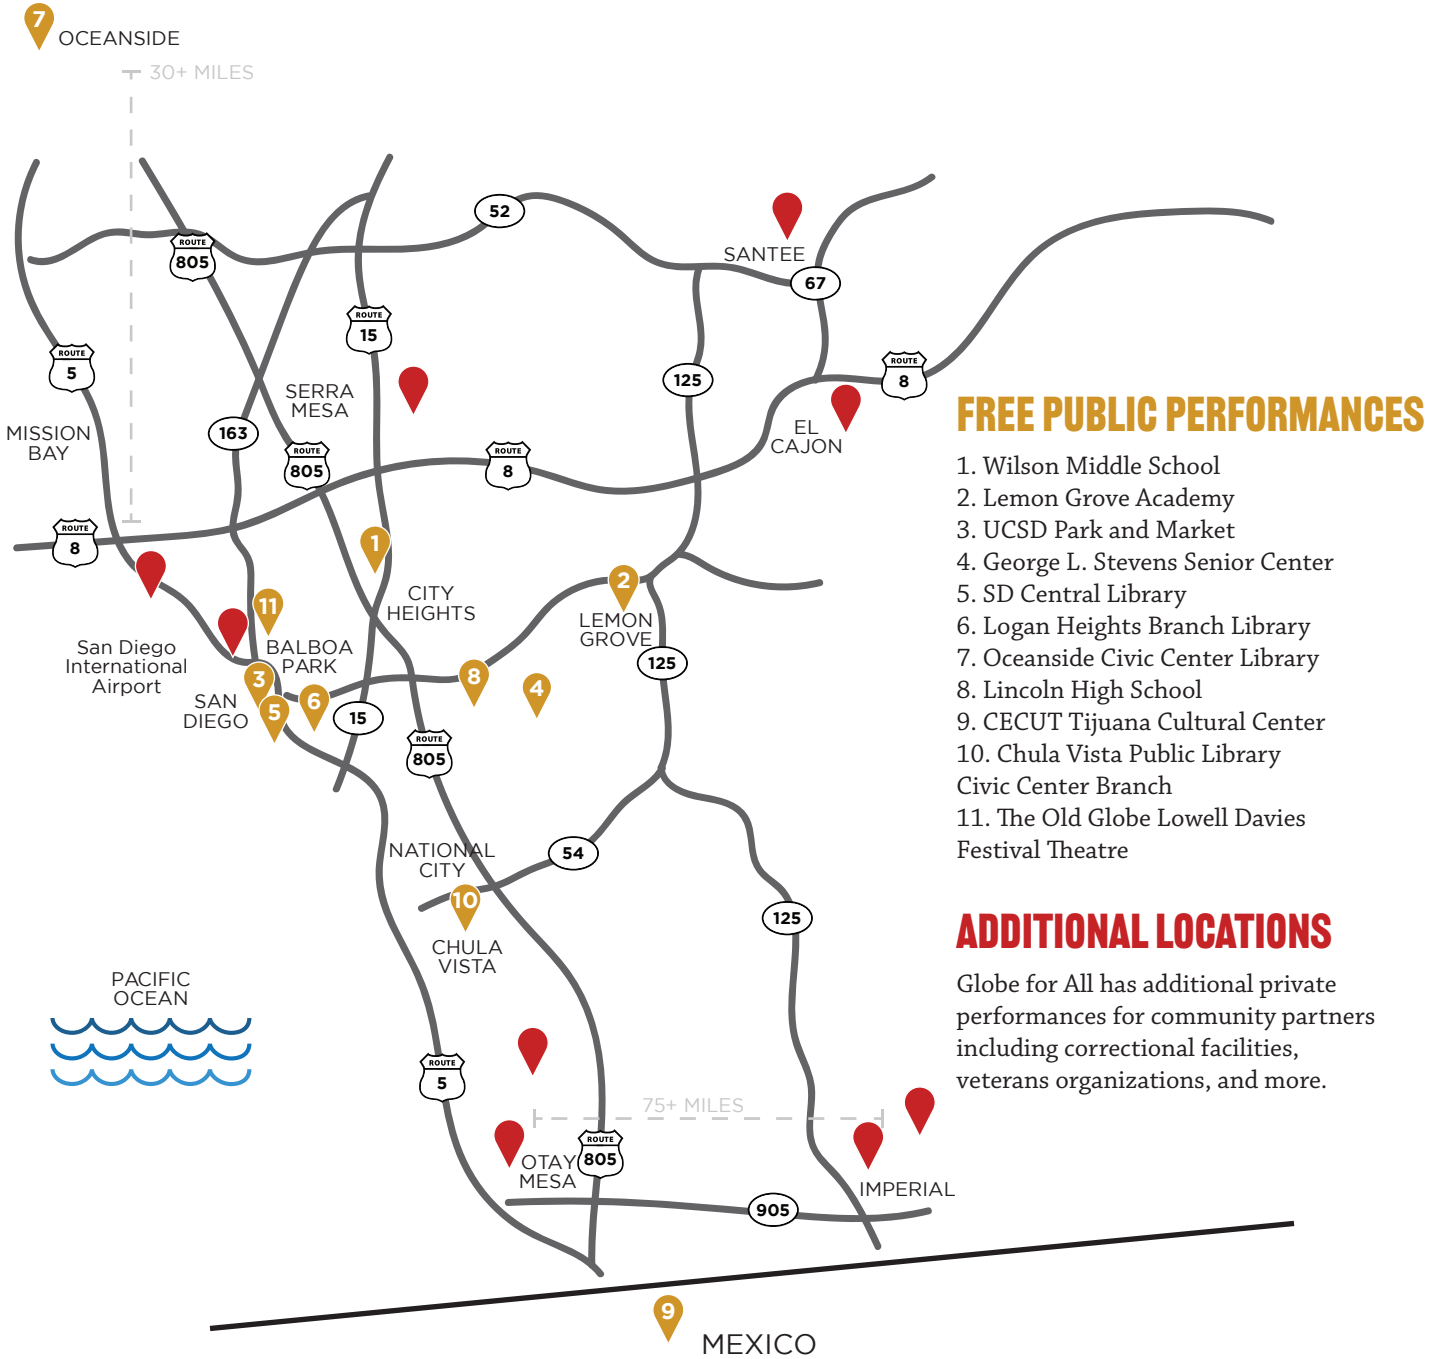 7
OCEANSIDE
30+ MILES
52
ROUTE
805
SANTEE
67
ROUTE
15
ROUTE
5
125
ROUTE
8
SERRA
MESA
163
MISSION
BAY
EL
CAJON
ROUTE
805
ROUTE
8
ROUTE
8
1
2
CITY
HEIGHTS
11
LEMON
GROVE
San Diego
International
Airport
BALBOA
PARK
125
3
8
4
SAN
DIEGO
5
6
15
ROUTE
805
NATIONAL
CITY
54
10
125
CHULA
VISTA
PACIFIC
OCEAN
ROUTE
5
75+ MILES
OTAY
MESA
ROUTE
805
IMPERIAL
905
9
MEXICO
FREE PUBLIC PERFORMANCES
1. Wilson Middle School
2. Lemon Grove Academy
3. UCSD Park and Market
4. George L. Stevens Senior Center
5. SD Central Library
6. Logan Heights Branch Library
7. Oceanside Civic Center Library
8. Lincoln High School
9. CECUT Tijuana Cultural Center
10. Chula Vista Public Library
Civic Center Branch
11. The Old Globe Lowell Davies
Festival Theatre
ADDITIONAL LOCATIONS
Globe for All has additional private
performances for community partners
including correctional facilities,
veterans organizations, and more.